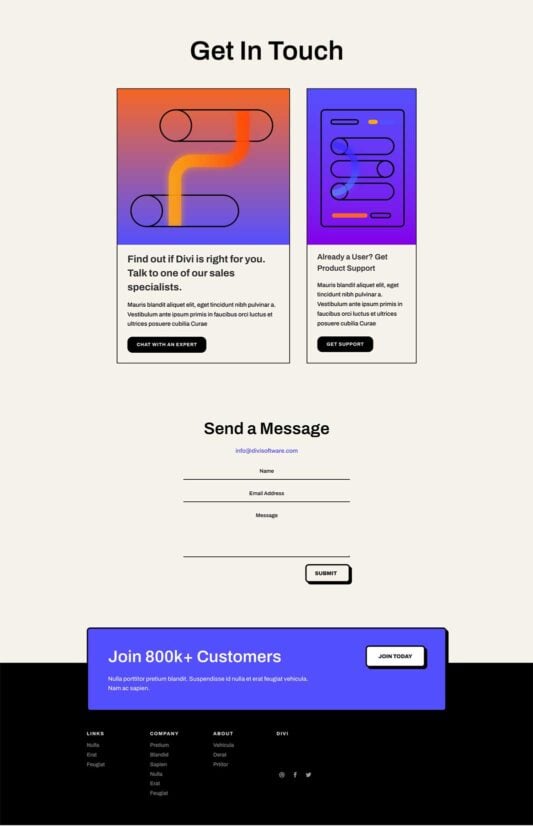 Get In Touch
Find out if Divi is right for you.
Talk to one of our sales
specialists.
Mauris blandit aliquet elit, eget tincidunt nibh pulvinar a.
Vestibulum ante ipsum primis in faucibus orci luctus et
ultrices posuere cubilia Curae
CHAT WITH AN EXPERT
Already a User? Get
Product Support
Mauris blandit aliquet elit, eget
tincidunt nibh pulvinar a.
Vestibulum ante ipsum primis in
faucibus orci luctus et ultrices
posuere cubilia Curae
GET SUPPORT
Send a Message
info@divisoftware.com
Name
Email Address
Message
SUBMIT
Join 800k+ Customers
Nulla porttitor pretium blandit. Suspendisse id nulla et erat feugiat vehicula.
Nam ac sapien.
JOIN TODAY
LINKS
Nulla
Erat
Feugiat
COMPANY
Pretium
Blandid
Sapien
Nulla
Erat
Feugiat
ABOUT
Vehicula
Derat
Prtitor
DIVI